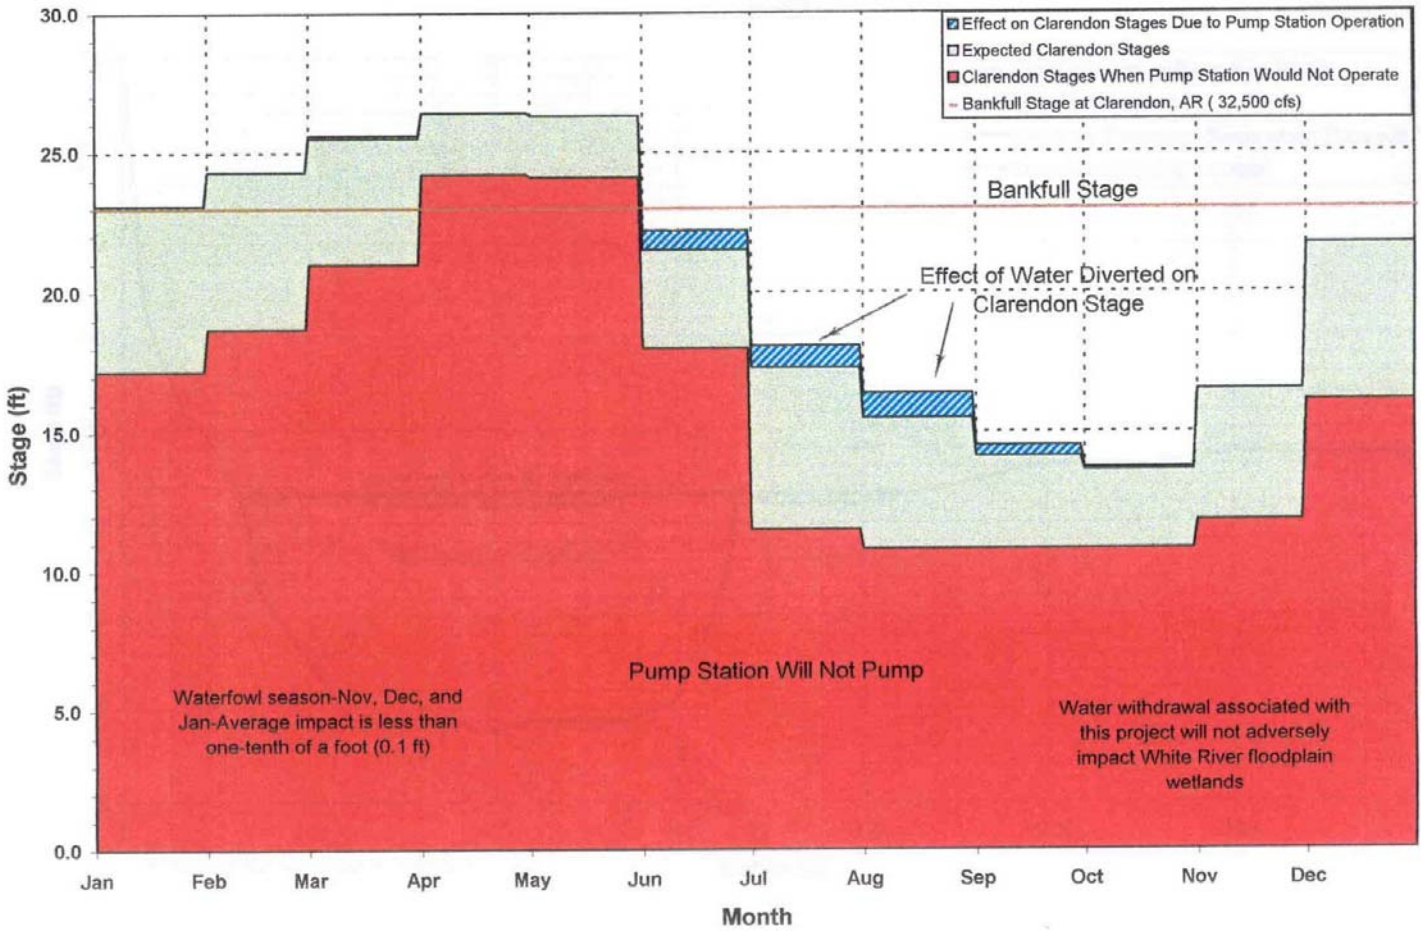 30.0
25.0
20.0
15.0
10.0
5.0
0.0
Stage (ft)
Effect on Clarendon Stages Due to Pump Station Operation
Expected Clarendon Stages
Clarendon Stages When Pump Station Would Not Operate
Bankfull Stage at Clarendon, AR ( 32,500 cfs)
Bankfull Stage
Effect of Water Diverted on
Clarendon Stage
Pump Station Will Not Pump
Waterfowl season-Nov, Dec, and
Jan-Average impact is less than
one-tenth of a foot (0.1 ft)
Water withdrawal associated with
this project will not adversely
impact White River floodplain
wetlands
Jan Feb Mar Apr May Jun Jul Aug Sep Oct Nov Dec
Month